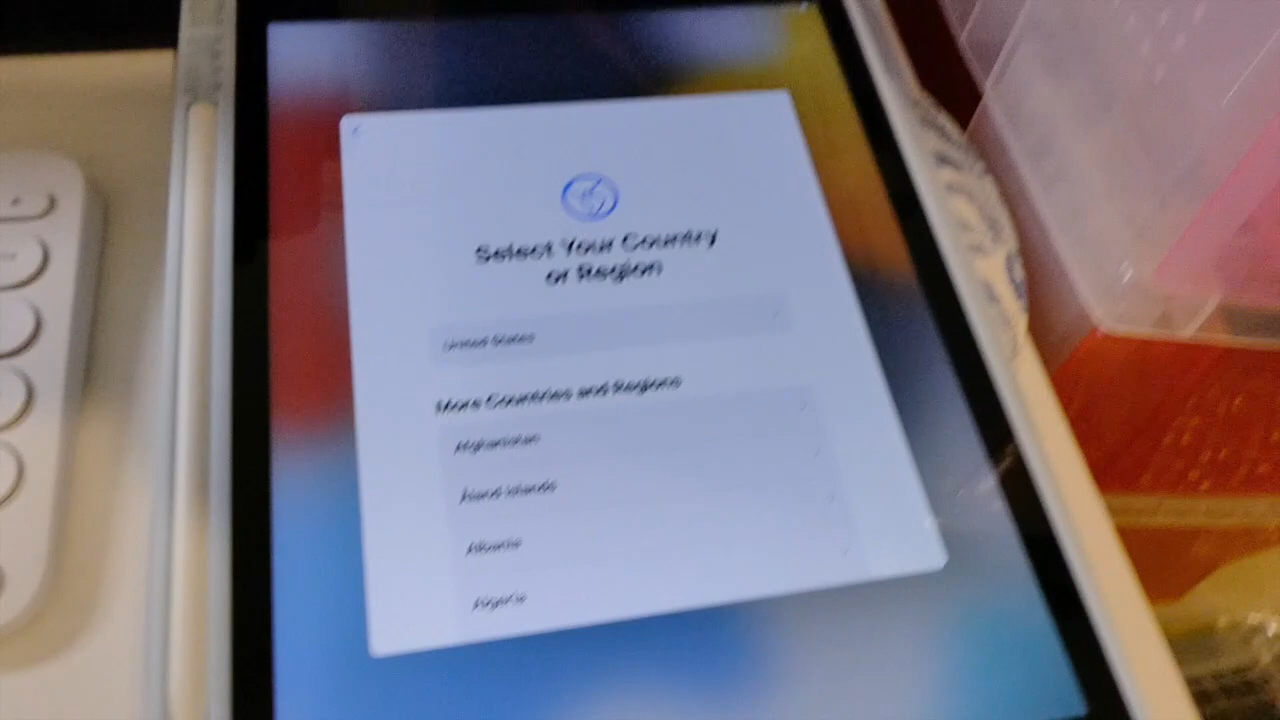 Select Your Country
or Region
United States
More Countries and Regions
Afghanistan
Åland Islands
Albania
Algeria